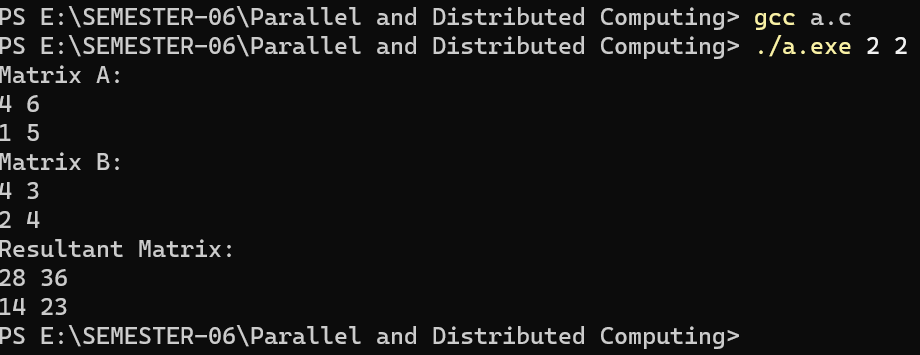 PS E:\SEMESTER-06\Parallel and Distributed Computing> gcc a.c
PS E:\SEMESTER-06\Parallel and Distributed Computing> ./a.exe 2 2
Matrix A:
4 6
1 5
Matrix B:
4 3
2 4
Resultant Matrix:
28 36
14 23
PS E:\SEMESTER-06\Parallel and Distributed Computing>